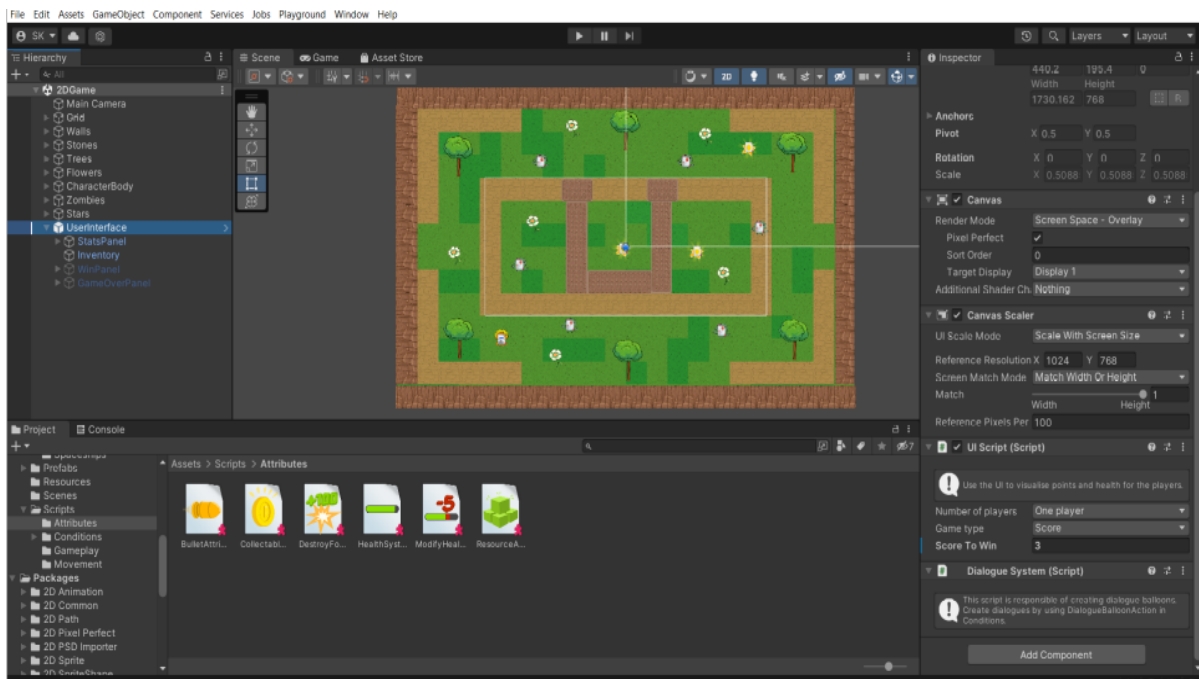 File Edit Assets GameObject Component Services Jobs Playground Window Help
SK Layers Layout
Hierarchy
All
2DGame
Main Camera
Grid
Walls
Stones
Trees
Flowers
CharacterBody
Zombies
Stars
UserInterface
StatsPanel
Inventory
WinPanel
GameOverPanel
Scene Game Asset Store
2D
Inspector
440.2 195.4 0
Width Height
1730.162 768 R
Anchors
Pivot X 0.5 Y 0.5
Rotation X 0 Y 0 Z 0
Scale X 0.5088 Y 0.5088 Z 0.5088
Canvas
Render Mode Screen Space - Overlay
Pixel Perfect
Sort Order 0
Target Display Display 1
Additional Shader Ch. Nothing
Canvas Scaler
UI Scale Mode Scale With Screen Size
Reference Resolution X 1024 Y 768
Screen Match Mode Match Width Or Height
Match 1
Width Height
Reference Pixels Per 100
UI Script (Script)
Use the UI to visualise points and health for the players.
Number of players One player
Game type Score
Score To Win 3
Dialogue System (Script)
This script is responsible of creating dialogue balloons.
Create dialogues by using DialogueBalloonAction in
Conditions.
Add Component
Project Console
7
Prefabs
Resources
Scenes
Scripts
Attributes
Conditions
Gameplay
Movement
Packages
2D Animation
2D Common
2D Path
2D Pixel Perfect
2D PSD Importer
2D Sprite
2D SpriteShape
Assets > Scripts > Attributes
+100
-5
BulletAttri... Collectabl... DestroyFo... HealthSyst... ModifyHeal... ResourceA...